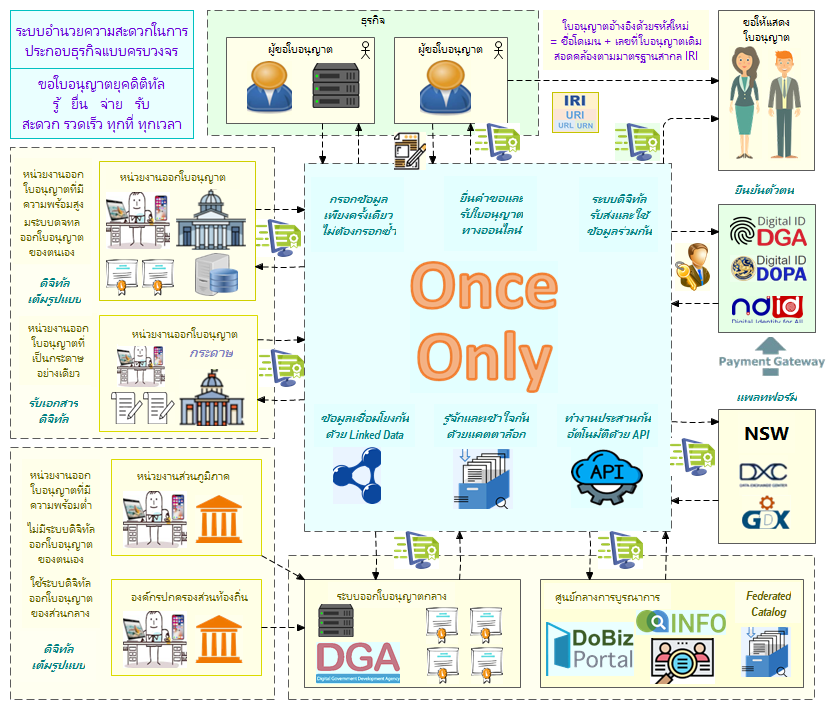 ระบบอำนวยความสะดวกในการ
ประกอบธุรกิจแบบครบวงจร
ขอใบอนุญาตยุคดิติทัล
รู้ ยื่น จ่าย รับ
สะดวก รวดเร็ว ทุกที่ ทุกเวลา
ธุรกิจ
ผู้ขอใบอนุญาต
ผู้ขอใบอนุญาต
ใบอนุญาตอ้างอิงด้วยรหัสใหม่
= ชื่อโดเมน + เลขที่ใบอนุญาตเดิม
สอดคล้องตามมาตรฐานสากล IRI
IRI
URI
URL URN
ขอให้แสดง
ใบอนุญาต
หน่วยงานออก
ใบอนุญาตที่มี
ความพร้อมสูง
มีระบบดิจิทัล
ออกใบอนุญาต
ของตนเอง
ดิจิทัล
เต็มรูปแบบ
หน่วยงานออกใบอนุญาต
หน่วยงานออก
ใบอนุญาตที่
เป็นกระดาษ
อย่างเดียว
รับเอกสาร
ดิจิทัล
หน่วยงานออกใบอนุญาต
กระดาษ
กรอกข้อมูล
เพียงครั้งเดียว
ไม่ต้องกรอกซ้ำ
ยื่นคำขอและ
รับใบอนุญาต
ทางออนไลน์
ระบบดิจิทัล
รับส่งและใช้
ข้อมูลร่วมกัน
Once
Only
ข้อมูลเชื่อมโยงกัน
ด้วย Linked Data
รู้จักและเข้าใจกัน
ด้วยแคตตาล็อก
ทำงานประสานกัน
อัตโนมัติด้วย API
API
ยืนยันตัวตน
Digital ID
DGA
Digital ID
DOPA
ndid
Digital Identity for All
Payment Gateway
แพลทฟอร์ม
NSW
DXC
DATA EXCHANGE CENTER
GDX
หน่วยงานออก
ใบอนุญาตที่มี
ความพร้อมต่ำ
ไม่มีระบบดิจิทัล
ออกใบอนุญาต
ของตนเอง
ใช้ระบบดิจิทัล
ออกใบอนุญาต
ของส่วนกลาง
ดิจิทัล
เต็มรูปแบบ
หน่วยงานส่วนภูมิภาค
องค์กรปกครองส่วนท้องถิ่น
ระบบออกใบอนุญาตกลาง
DGA
Digital Government Development Agency
ศูนย์กลางการบูรณาการ
DoBiz
Portal
INFO
Federated
Catalog